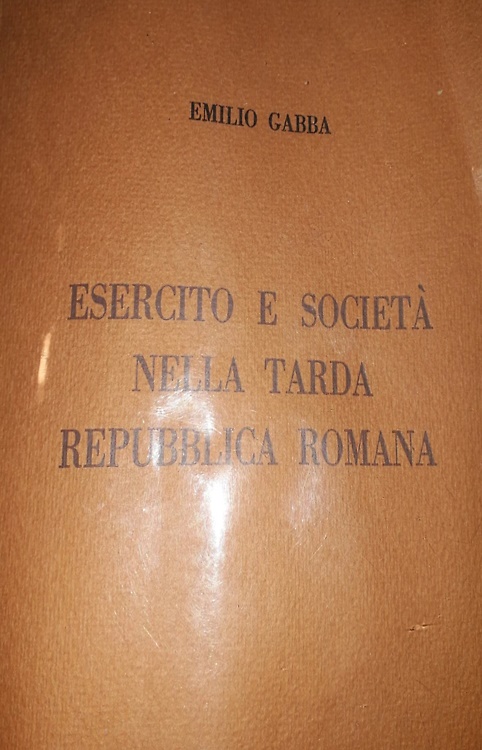 EMILIO GABBA
ESERCITO E SOCIETÀ
NELLA TARDA
REPUBBLICA ROMANA